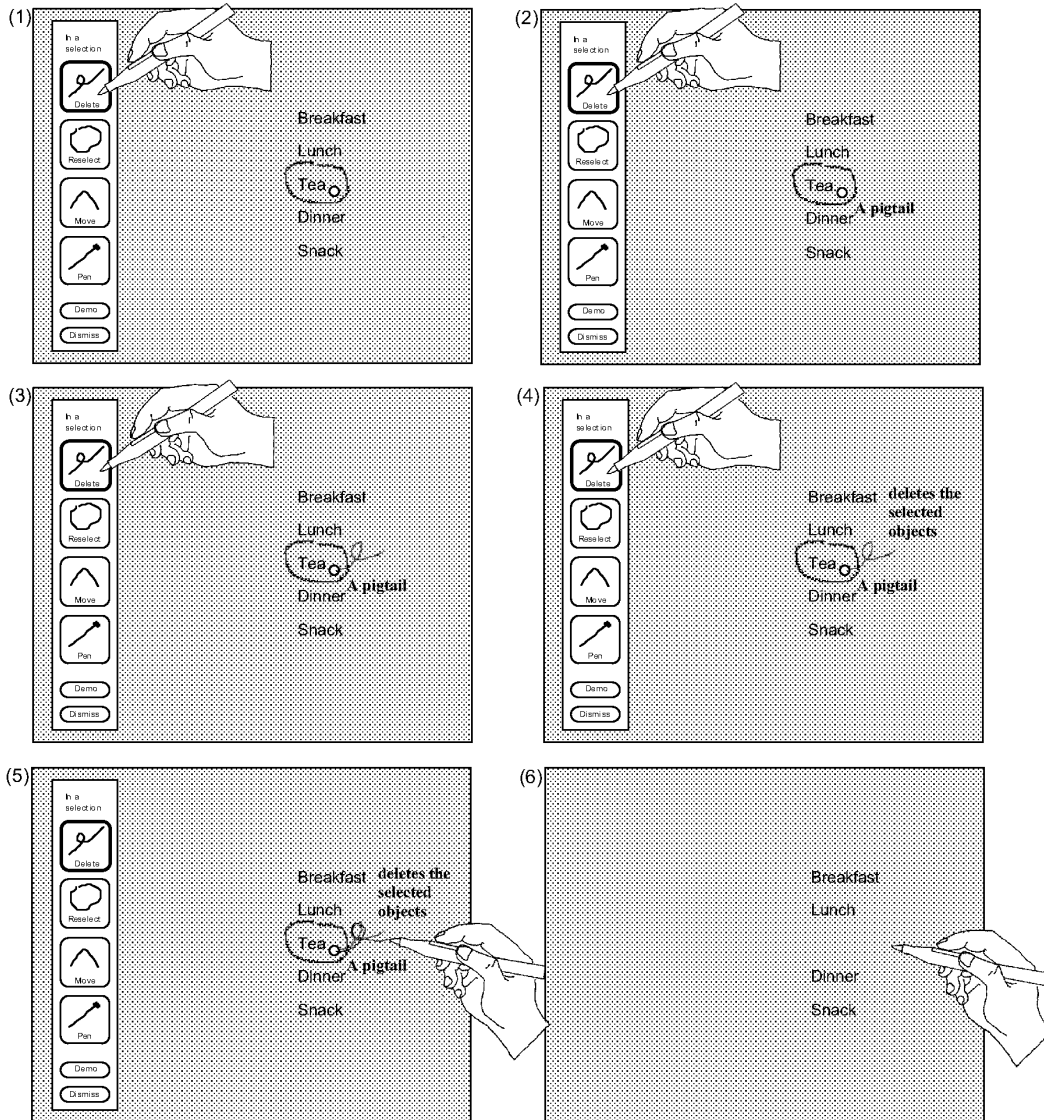 (1)
In a
selection
Delete
Reselect
Move
Pen
Demo
Dismiss
Breakfast
Lunch
Tea
Dinner
Snack
(2)
In a
selection
Delete
Reselect
Move
Pen
Demo
Dismiss
Breakfast
Lunch
Tea
A pigtail
Dinner
Snack
(3)
In a
selection
Delete
Reselect
Move
Pen
Demo
Dismiss
Breakfast
Lunch
Tea
A pigtail
Dinner
Snack
(4)
In a
selection
Delete
Reselect
Move
Pen
Demo
Dismiss
Breakfast
deletes the
selected
objects
Lunch
Tea
A pigtail
Dinner
Snack
(5)
In a
selection
Delete
Reselect
Move
Pen
Demo
Dismiss
Breakfast
deletes the
selected
objects
Lunch
Tea
A pigtail
Dinner
Snack
(6)
Breakfast
Lunch
Dinner
Snack